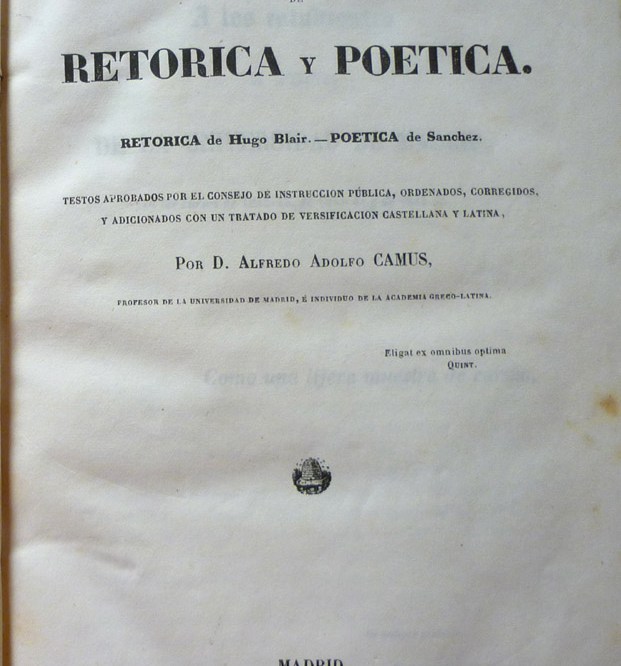 DE
RETORICA Y POETICA.
RETORICA de Hugo Blair. — POETICA de Sanchez.
TESTOS APROBADOS POR EL CONSEJO DE INSTRUCCION PÚBLICA, ORDENADOS, CORREGIDOS,
Y ADICIONADOS CON UN TRATADO DE VERSIFICACION CASTELLANA Y LATINA,
POR D. ALFREDO ADOLFO CAMUS,
PROFESOR DE LA UNIVERSIDAD DE MADRID, É INDIVIDUO DE LA ACADEMIA GRECO-LATINA.
Eligat ex omnibus optima
QUINT.
MADRID